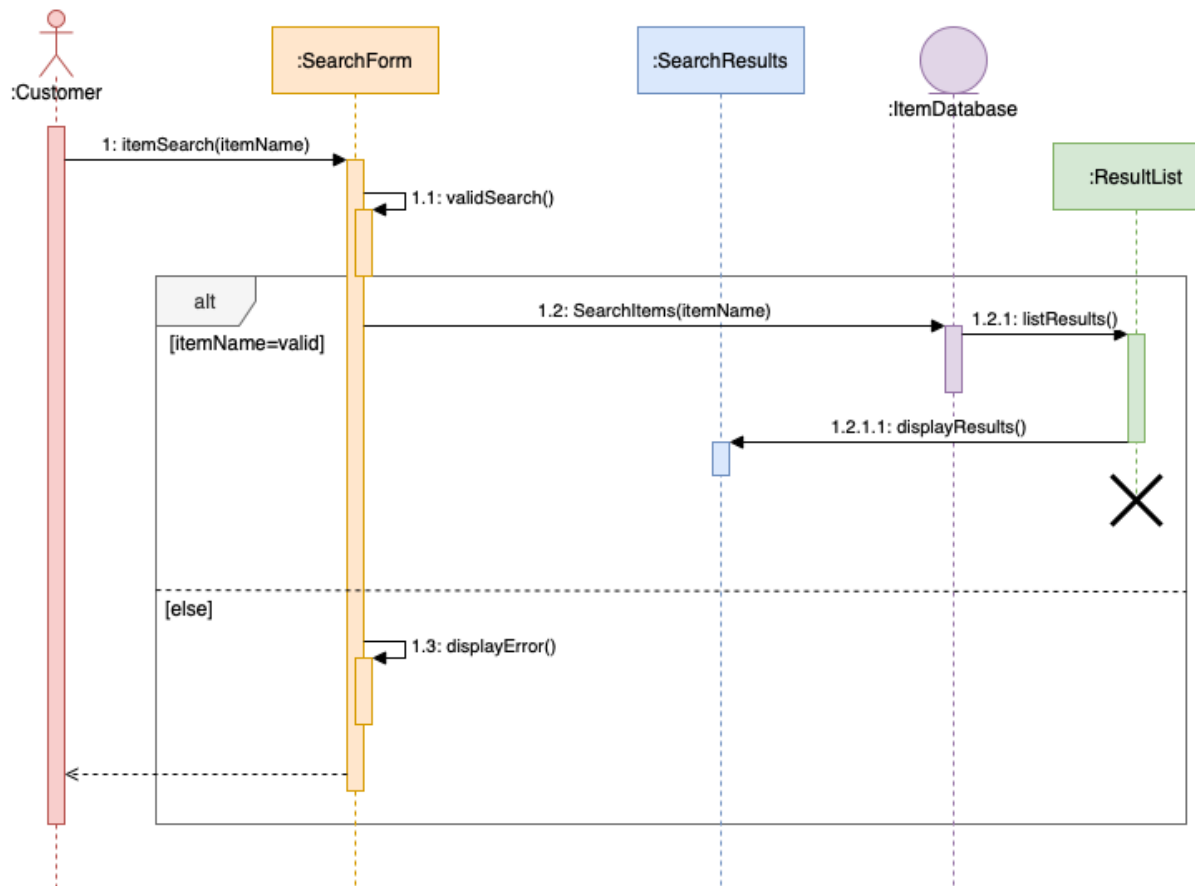 :Customer
:SearchForm
:SearchResults
:ItemDatabase
:ResultList
1: itemSearch(itemName)
1.1: validSearch()
alt
[itemName=valid]
1.2: SearchItems(itemName)
1.2.1: listResults()
1.2.1.1: displayResults()
[else]
1.3: displayError()